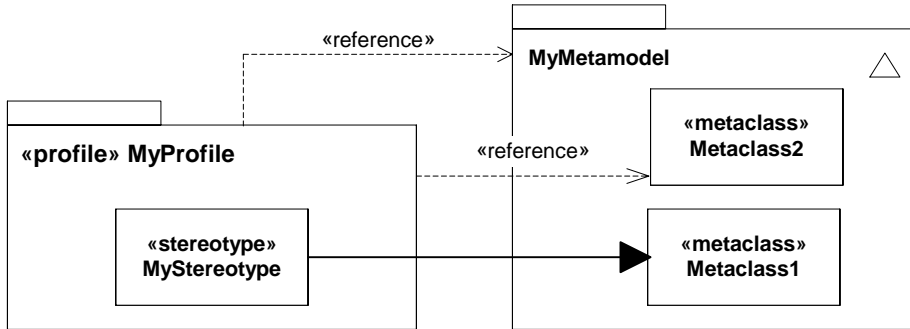 «reference»
MyMetamodel
«profile» MyProfile
«reference»
«metaclass»
Metaclass2
«stereotype»
MyStereotype
«metaclass»
Metaclass1